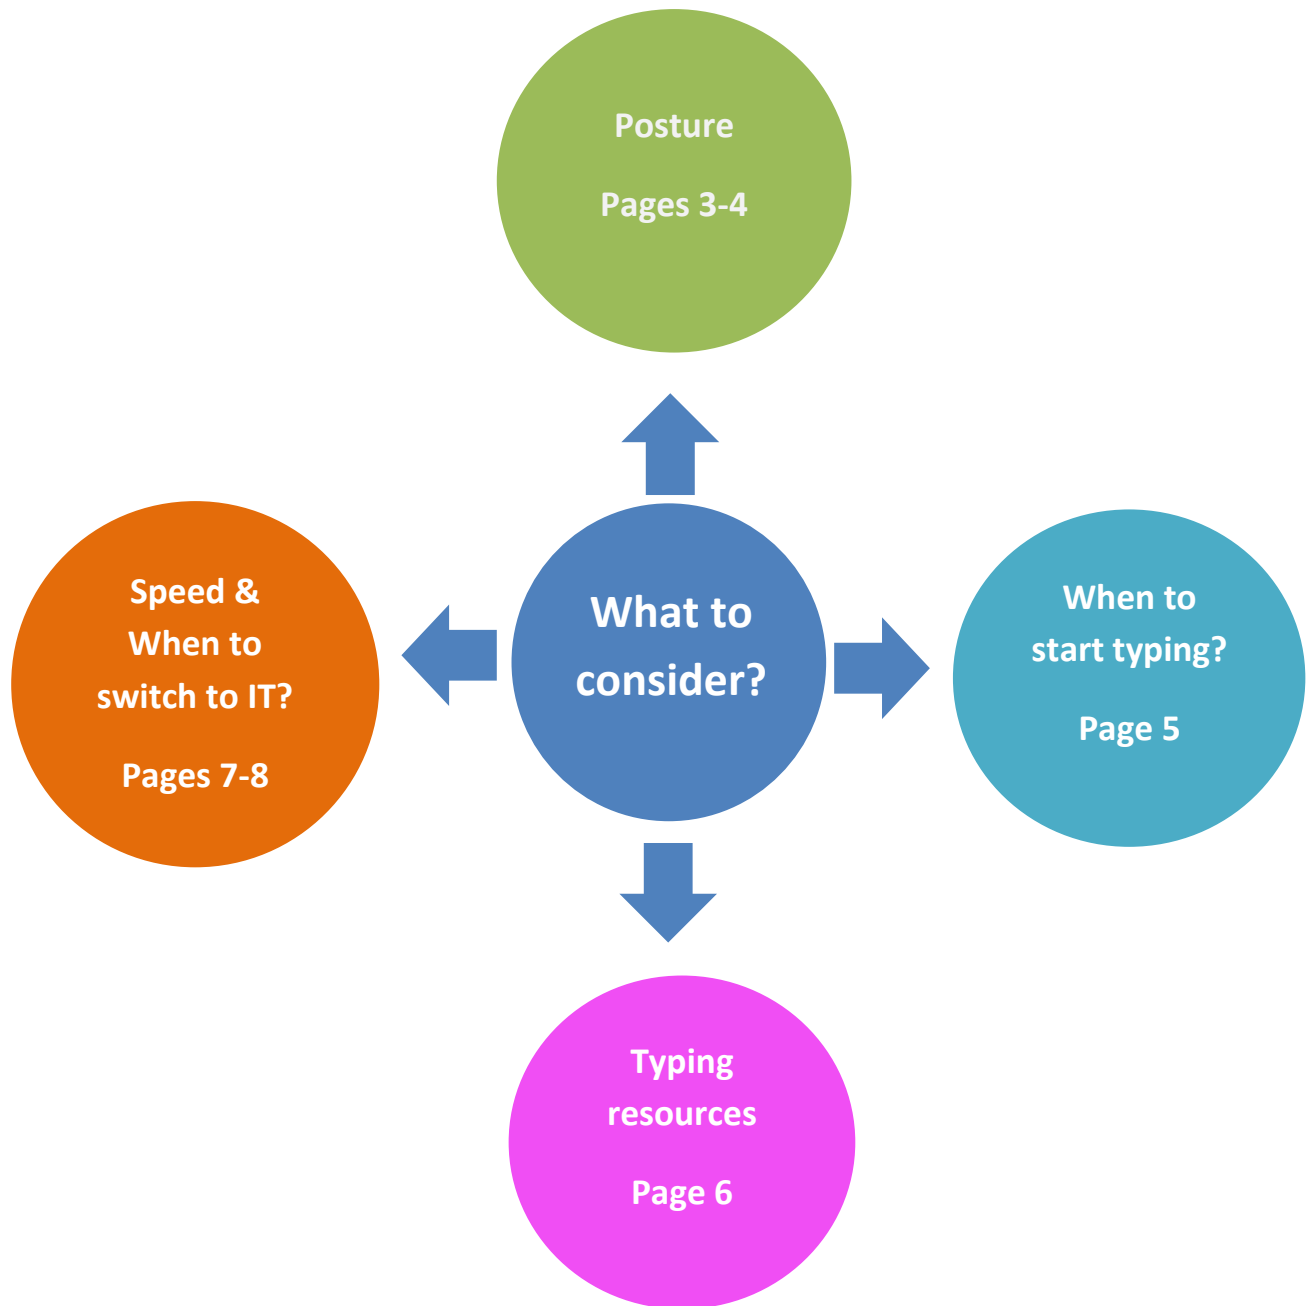 Posture
Pages 3-4
Speed &
When to
switch to IT?
Pages 7-8
What to
consider?
When to
start typing?
Page 5
Typing
resources
Page 6